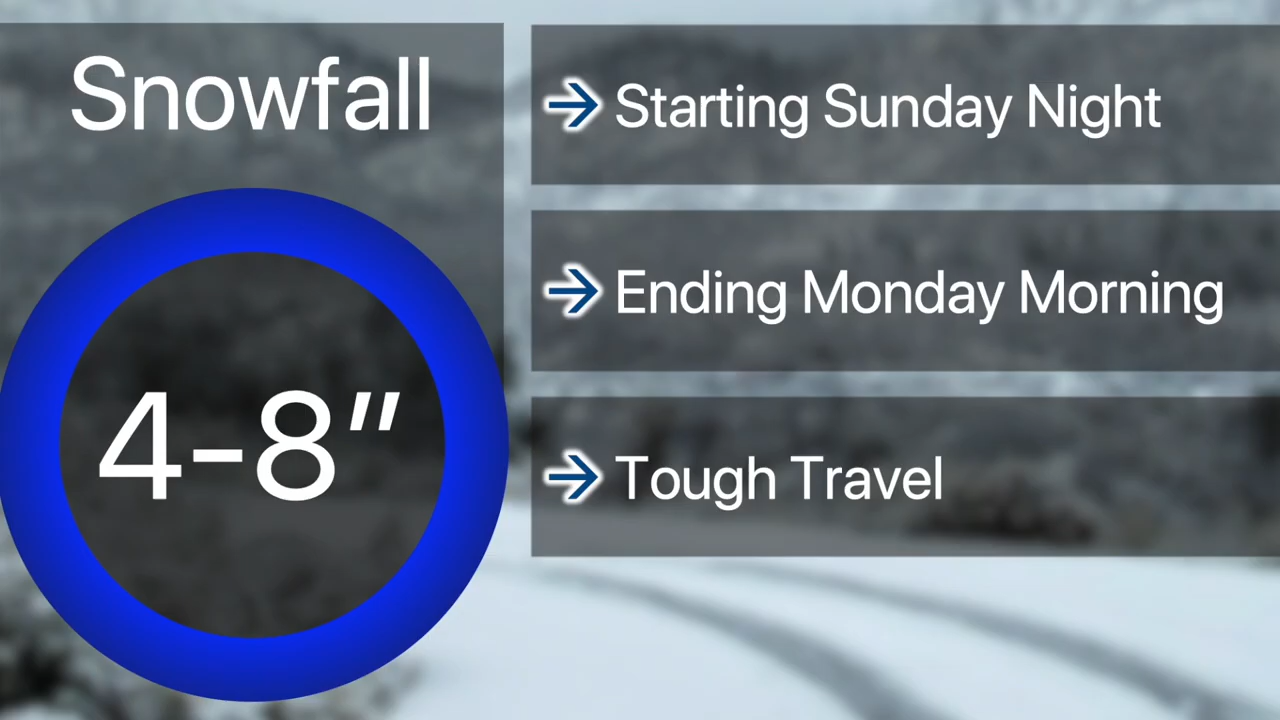 Snowfall
4-8"
Starting Sunday Night
Ending Monday Morning
Tough Travel